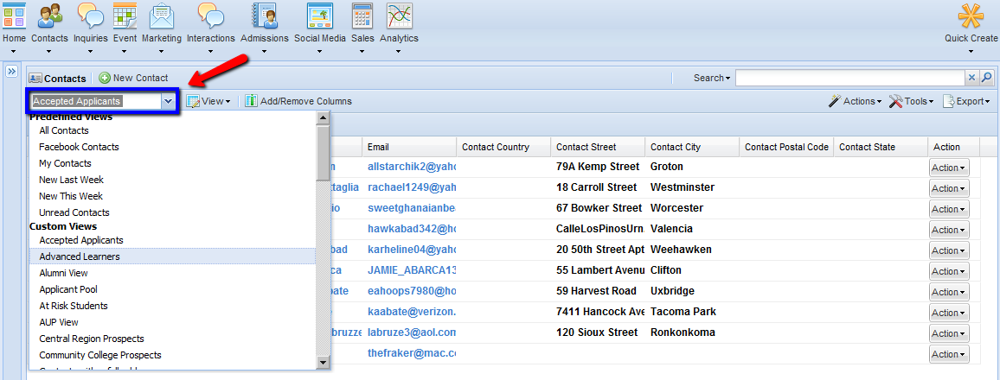 Home Contacts Inquiries Event Marketing Interactions Admissions Social Media Sales Analytics Quick Create
Contacts New Contact Search
Accepted Applicants View Add/Remove Columns Actions Tools Export
Predefined Views
All Contacts
Facebook Contacts
My Contacts
New Last Week
New This Week
Unread Contacts
Custom Views
Accepted Applicants
Advanced Learners
Alumni View
Applicant Pool
At Risk Students
AUP View
Central Region Prospects
Community College Prospects
Email Contact Country Contact Street Contact City Contact Postal Code Contact State Action
allstarchik2@yaho 79A Kemp Street Groton Action
ttaglia rachael1249@yah 18 Carroll Street Westminster Action
io sweetghanaianbe 67 Bowker Street Worcester Action
hawkabad342@ho CalleLosPinosUrn. Valencia Action
bad karheline04@yaho 20 50th Street Apt Weehawken Action
ca JAMIE_ABARCA13 55 Lambert Avenu Clifton Action
bate eahoops7980@ho 59 Harvest Road Uxbridge Action
kaabate@verizon. 7411 Hancock Ave Tacoma Park Action
bruzze labruze3@aol.com 120 Sioux Street Ronkonkoma Action
thefraker@mac.co Action